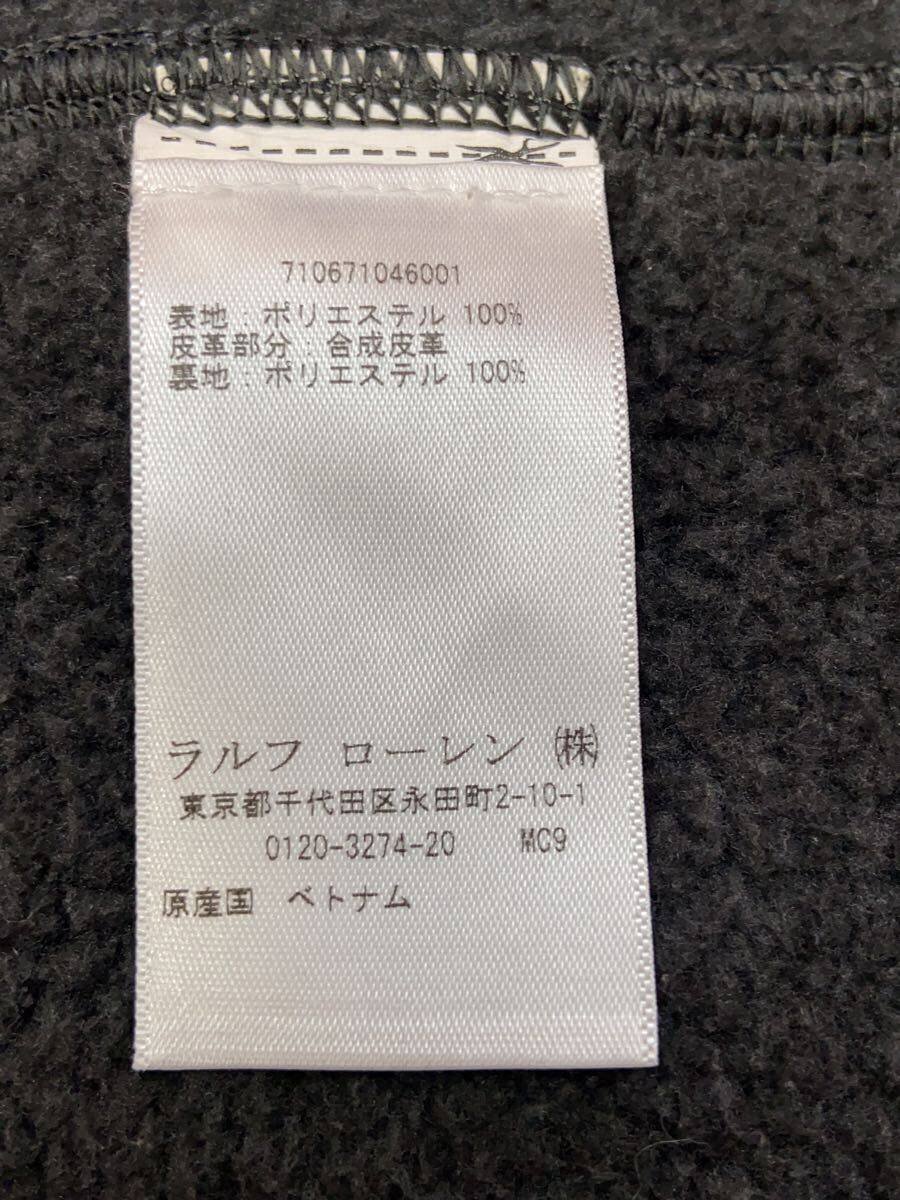 710671046001
表地:ポリエステル 100%
皮革部分:合成皮革
裏地:ポリエステル 100%
ラルフ ローレン ㈱
東京都千代田区永田町2-10-1
0120-3274-20 MC9
原産国 ベトナム